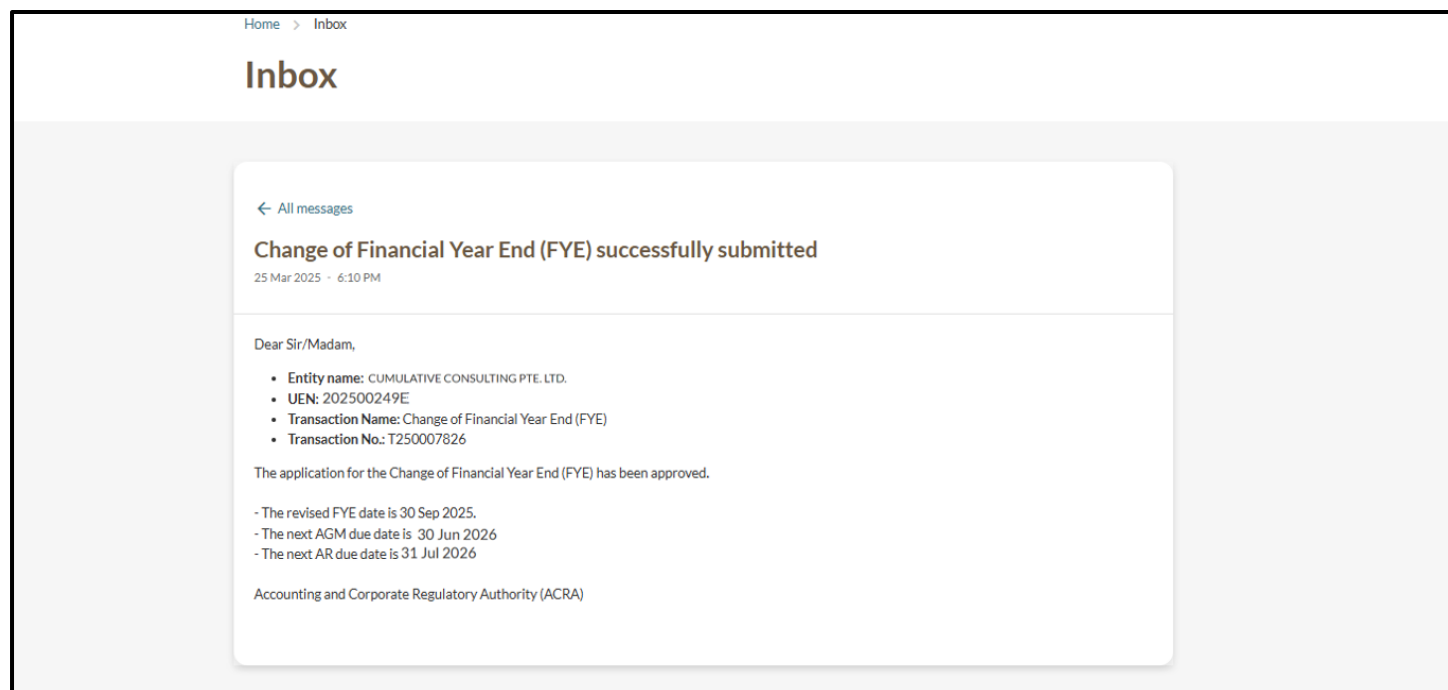 Home > Inbox
Inbox
← All messages
Change of Financial Year End (FYE) successfully submitted
25 Mar 2025 - 6:10 PM
Dear Sir/Madam,
• Entity name: CUMULATIVE CONSULTING PTE. LTD.
• UEN: 202500249E
• Transaction Name: Change of Financial Year End (FYE)
• Transaction No.: T250007826
The application for the Change of Financial Year End (FYE) has been approved.
- The revised FYE date is 30 Sep 2025.
- The next AGM due date is 30 Jun 2026
- The next AR due date is 31 Jul 2026
Accounting and Corporate Regulatory Authority (ACRA)